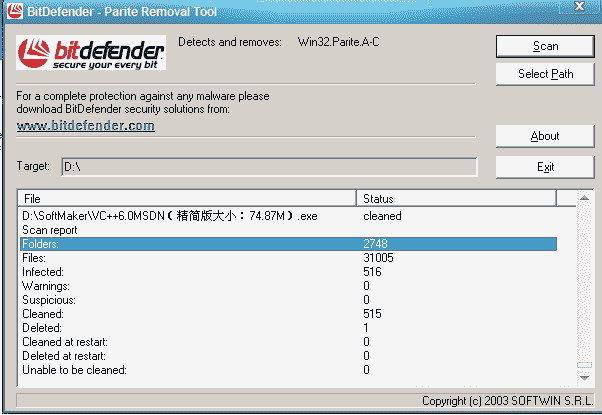 BitDefender - Parite Removal Tool
bitdefender
secure your every bit
Detects and removes: Win32.Parite.A-C
Scan
Select Path
For a complete protection against any malware please
download BitDefender security solutions from:
www.bitdefender.com
About
Target: D:\
Exit
File Status
D:\SoftMaker\VC++6.0MSDN(精简版大小：74.87M).exe cleaned
Scan report
Folders: 2748
Files: 31005
Infected: 516
Warnings: 0
Suspicious: 0
Cleaned: 515
Deleted: 1
Cleaned at restart: 0
Deleted at restart: 0
Unable to be cleaned: 0
Copyright (c) 2003 SOFTWIN S.R.L.